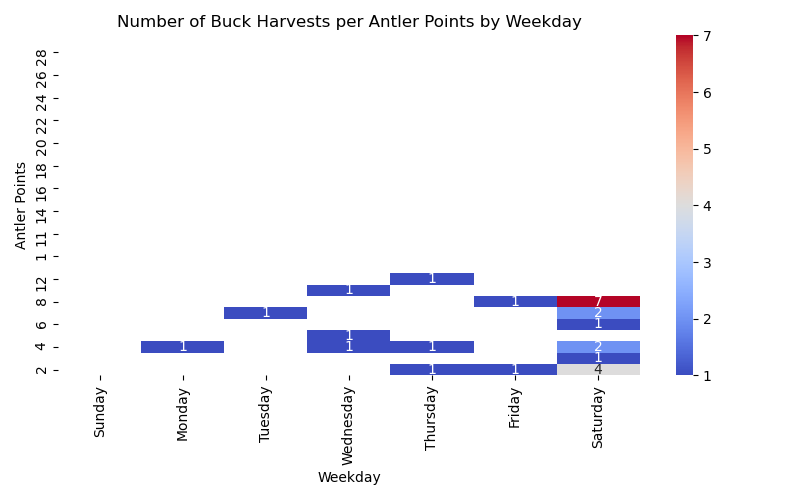 Number of Buck Harvests per Antler Points by Weekday
Antler Points
28
26
24
22
20
18
16
14
11
1
12
8
6
4
2
1
1
1 7
1 2
1
1
1 1 1 2
1
1 1 4
Sunday
Monday
Tuesday
Wednesday
Thursday
Friday
Saturday
Weekday
7
6
5
4
3
2
1